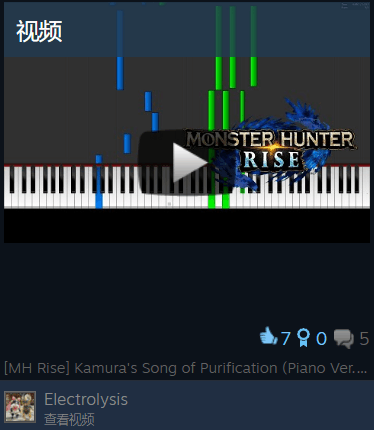 视频
MONSTER HUNTER
RISE
7 0 5
[MH Rise] Kamura's Song of Purification (Piano Ver....
Electrolysis
查看视频